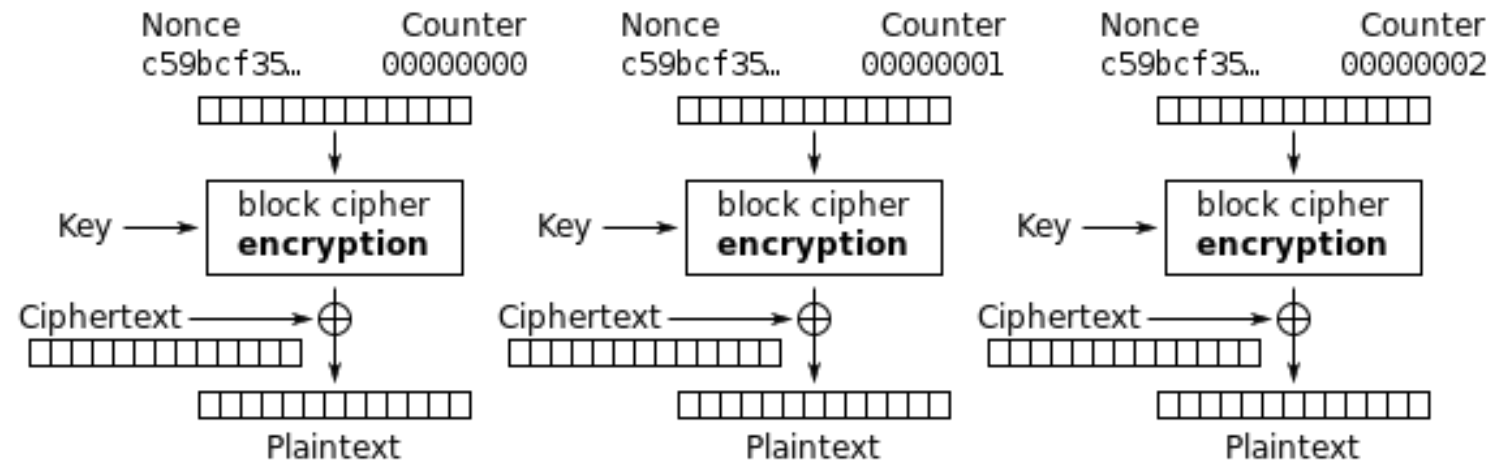 Nonce Counter Nonce Counter Nonce Counter
c59bcf35… 00000000 c59bcf35… 00000001 c59bcf35… 00000002
block cipher block cipher block cipher
Key encryption Key encryption Key encryption
Ciphertext Ciphertext Ciphertext
Plaintext Plaintext Plaintext